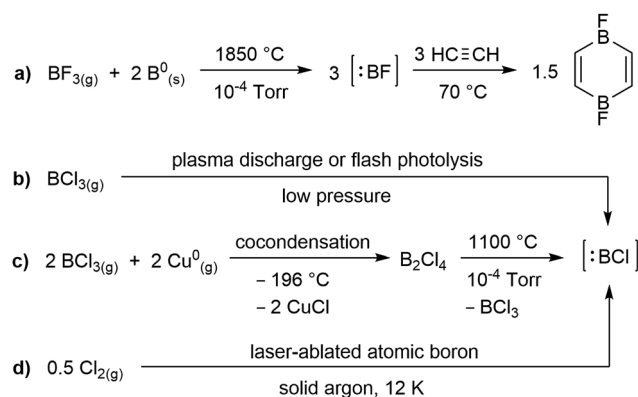 a) BF₃₍g₎ + 2 B⁰₍s₎ 1850 °C 10⁻⁴ Torr 3 [:BF] 3 HC≡CH 70 °C 1.5 F B B F
b) BCl₃₍g₎ plasma discharge or flash photolysis low pressure
c) 2 BCl₃₍g₎ + 2 Cu⁰₍g₎ cocondensation – 196 °C – 2 CuCl B₂Cl₄ 1100 °C 10⁻⁴ Torr – BCl₃ [:BCl]
d) 0.5 Cl₂₍g₎ laser-ablated atomic boron solid argon, 12 K